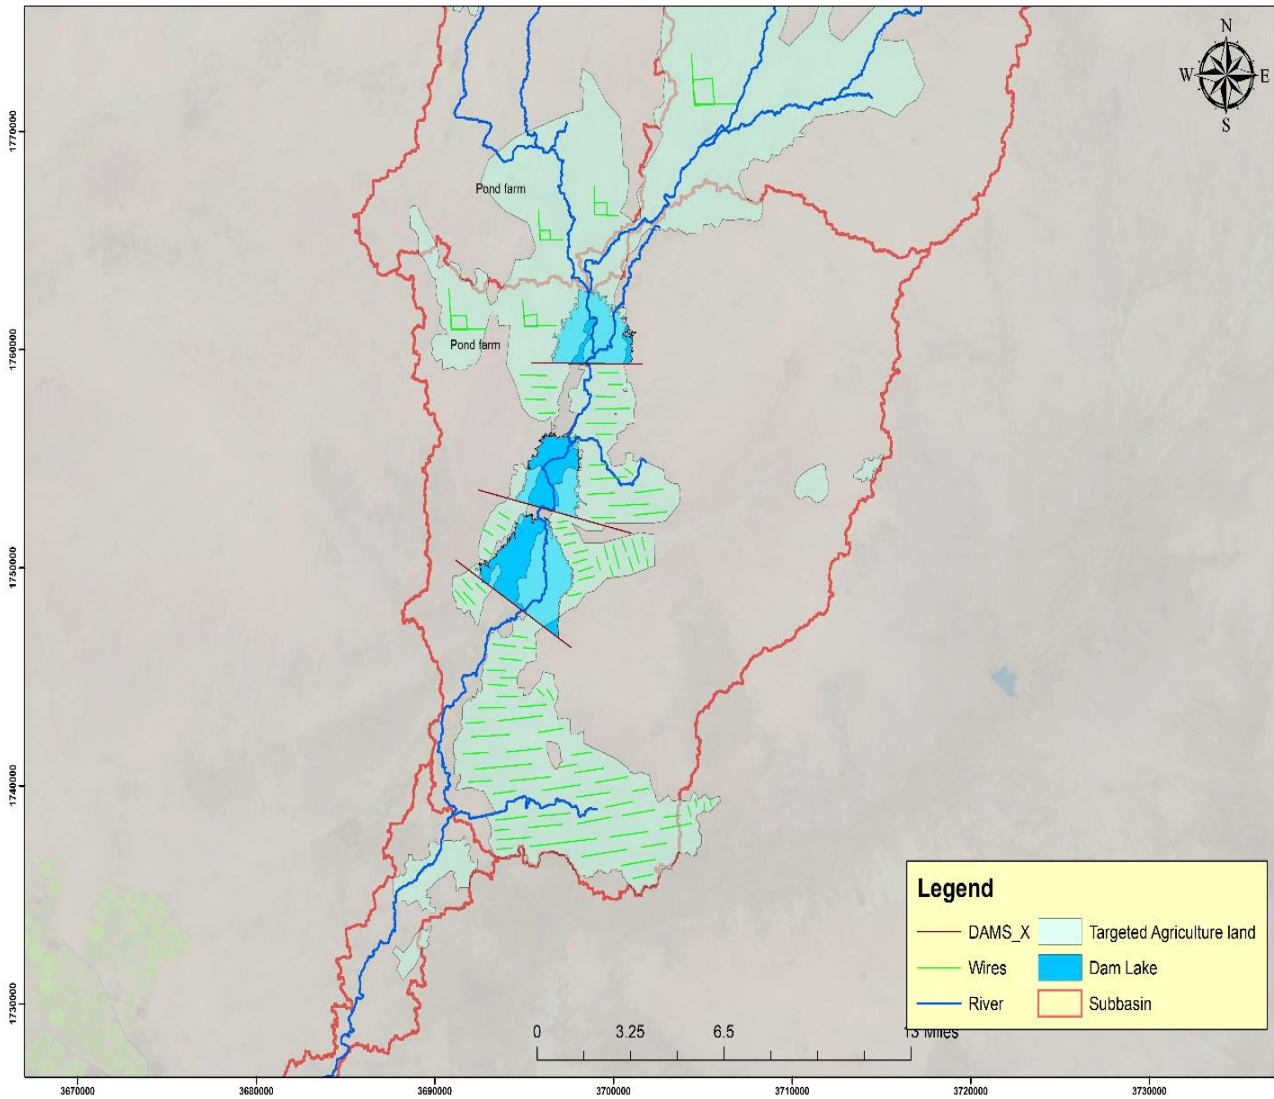 N
W E
S
1770000
1760000
1750000
1740000
1730000
Pond farm
Pond farm
Legend
DAMS_X
Targeted Agriculture land
Wires
Dam Lake
River
Subbasin
0 3.25 6.5 13 Miles
3670000 3680000 3690000 3700000 3710000 3720000 3730000